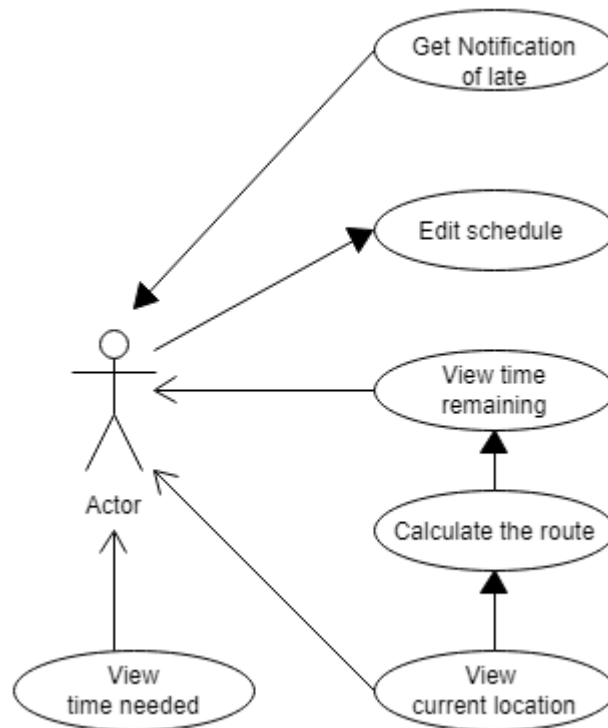 Get Notification
of late
Edit schedule
View time
remaining
Actor
Calculate the route
View
time needed
View
current location